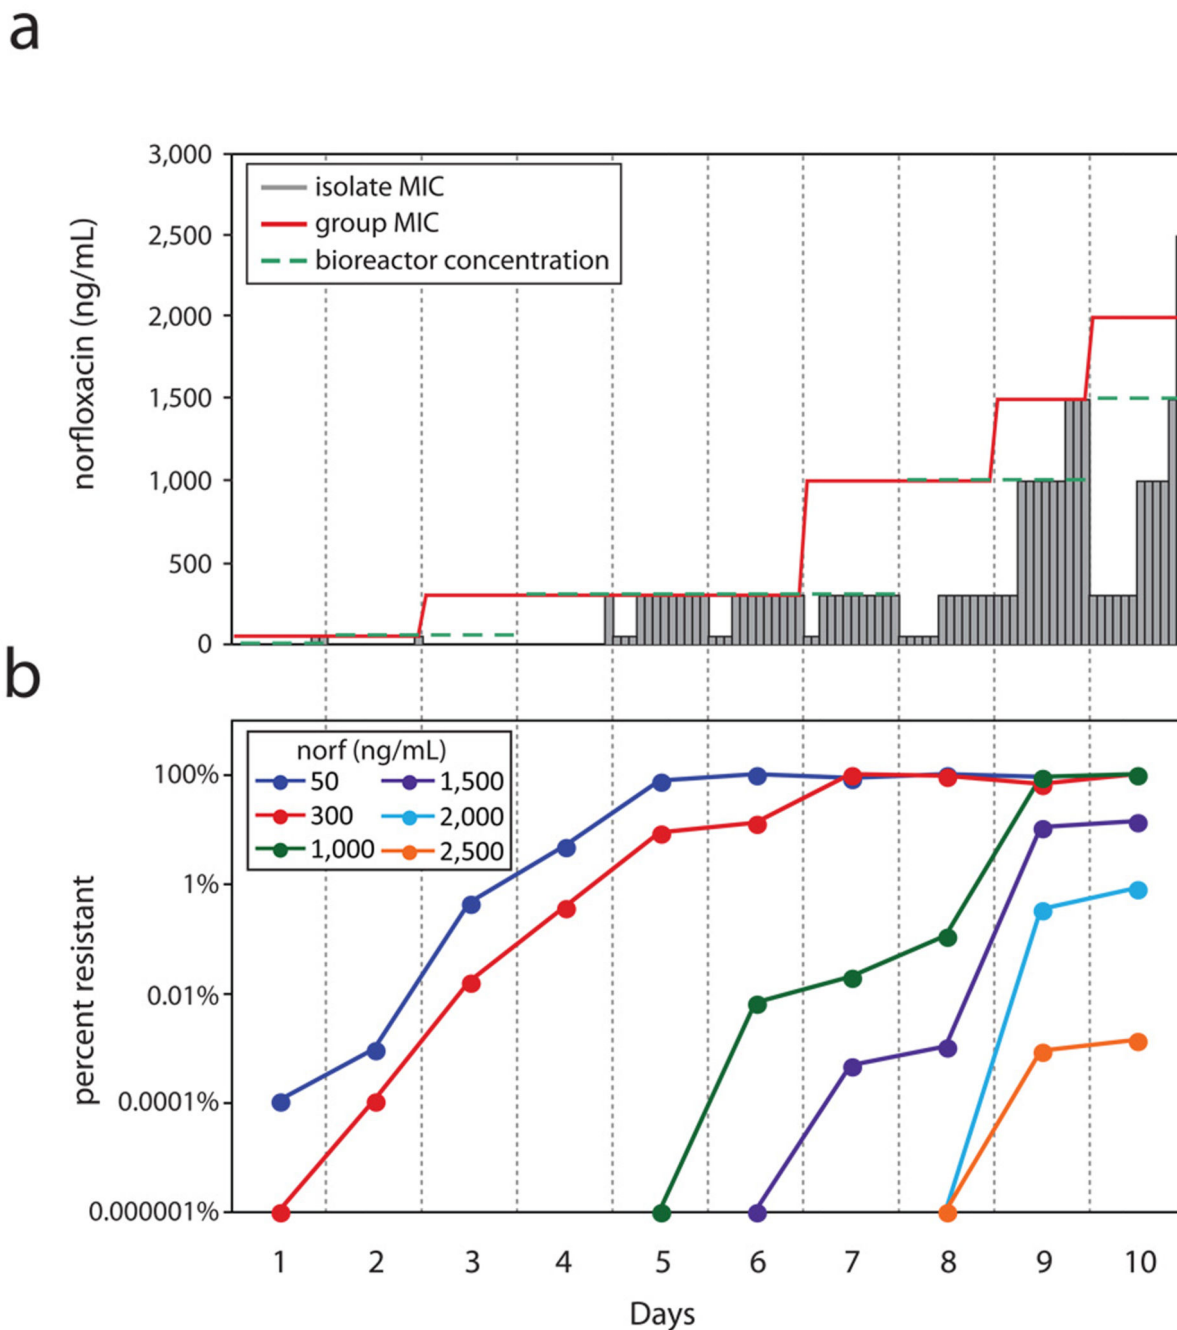 a
3,000
2,500
2,000
1,500
1,000
500
0
norfloxacin (ng/mL)
isolate MIC
group MIC
bioreactor concentration
b
norf (ng/mL)
50 1,500
300 2,000
1,000 2,500
100%
1%
0.01%
0.0001%
0.000001%
percent resistant
1 2 3 4 5 6 7 8 9 10
Days